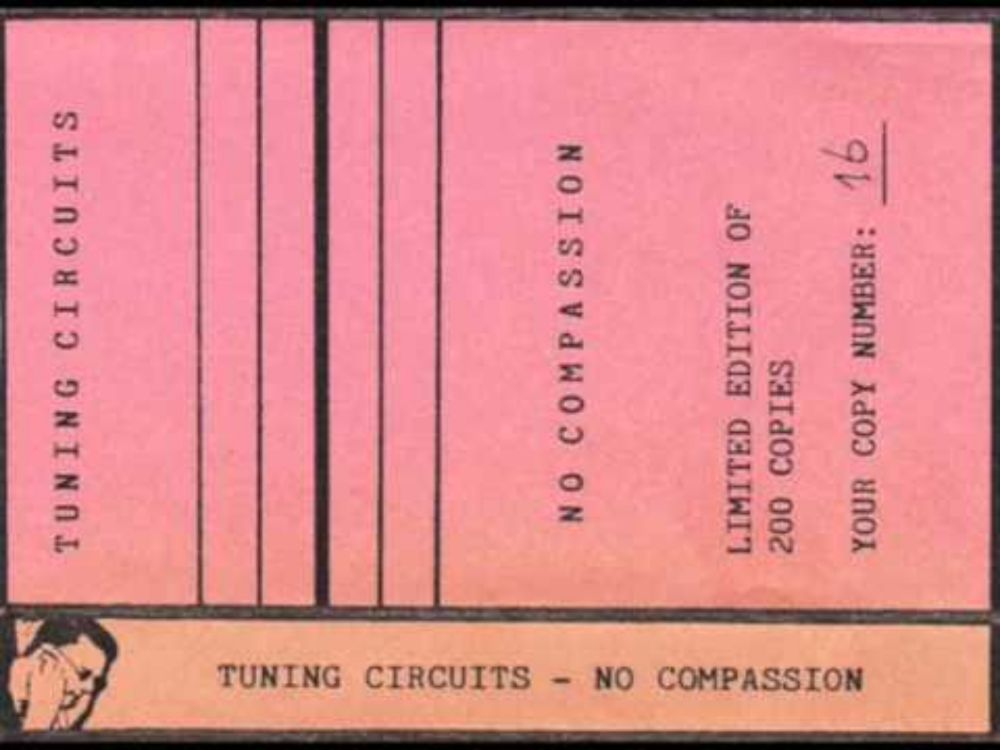 TUNING CIRCUITS
NO COMPASSION
LIMITED EDITION OF
200 COPIES
YOUR COPY NUMBER: 16
TUNING CIRCUITS - NO COMPASSION